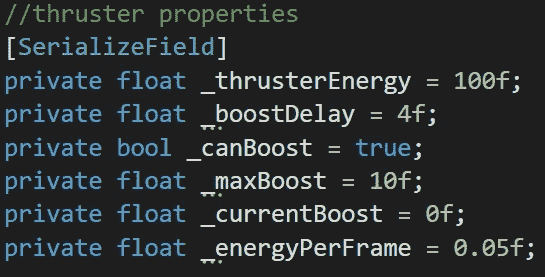 //thruster properties
[SerializeField]
private float _thrusterEnergy = 100f;
private float _boostDelay = 4f;
private bool _canBoost = true;
private float _maxBoost = 10f;
private float _currentBoost = 0f;
private float _energyPerFrame = 0.05f;